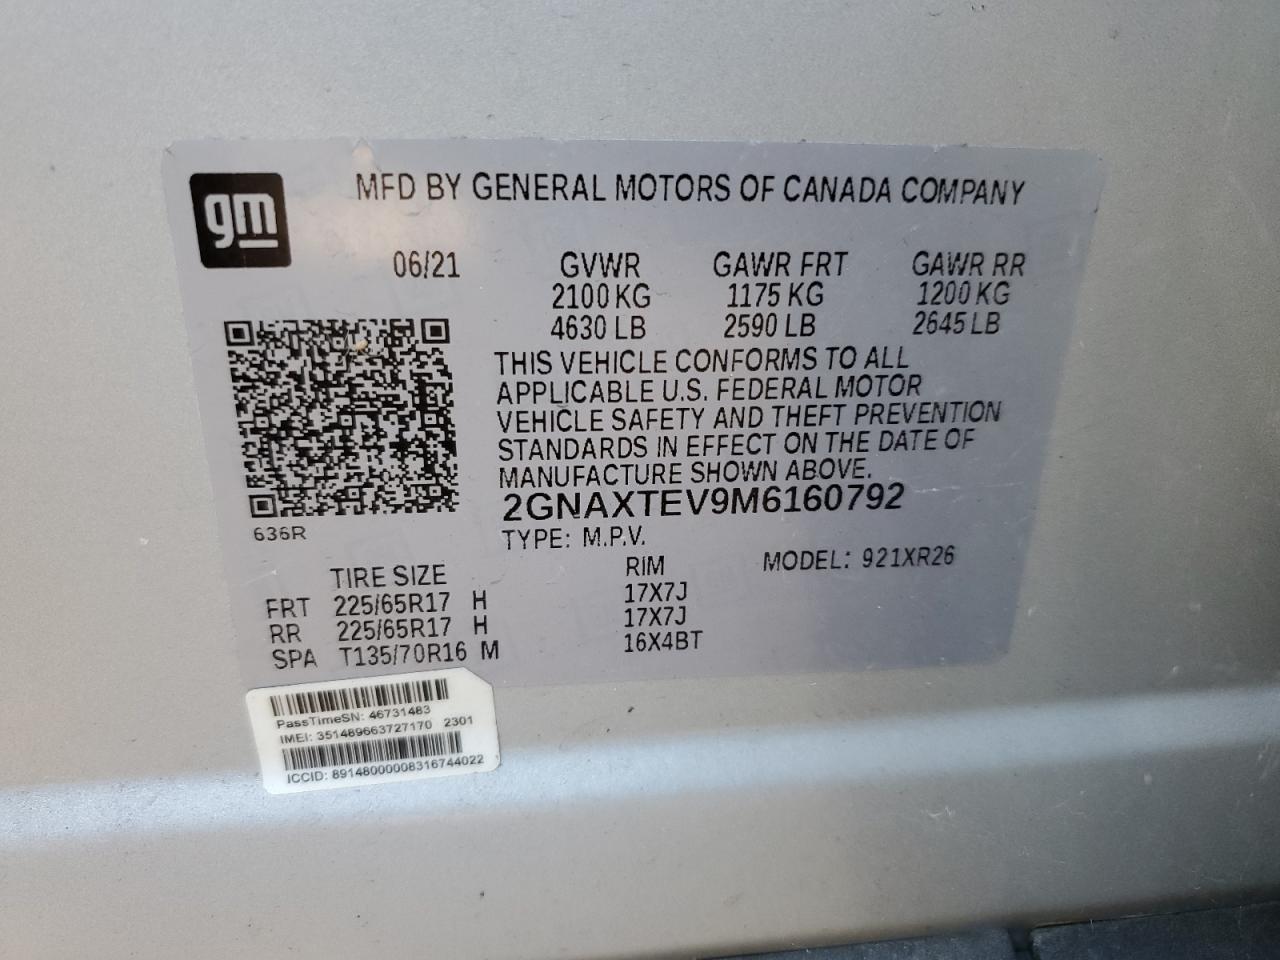 gm
MFD BY GENERAL MOTORS OF CANADA COMPANY
06/21 GVWR GAWR FRT GAWR RR
2100 KG 1175 KG 1200 KG
4630 LB 2590 LB 2645 LB
THIS VEHICLE CONFORMS TO ALL
APPLICABLE U.S. FEDERAL MOTOR
VEHICLE SAFETY AND THEFT PREVENTION
STANDARDS IN EFFECT ON THE DATE OF
MANUFACTURE SHOWN ABOVE.
2GNAXTEV9M6160792
636R
TYPE: M.P.V.
TIRE SIZE RIM MODEL: 921XR26
FRT 225/65R17 H 17X7J
RR 225/65R17 H 17X7J
SPA T135/70R16 M 16X4BT
PassTimeSN: 46731483
IMEI: 351489663727170 2301
ICCID: 89148000008316744022